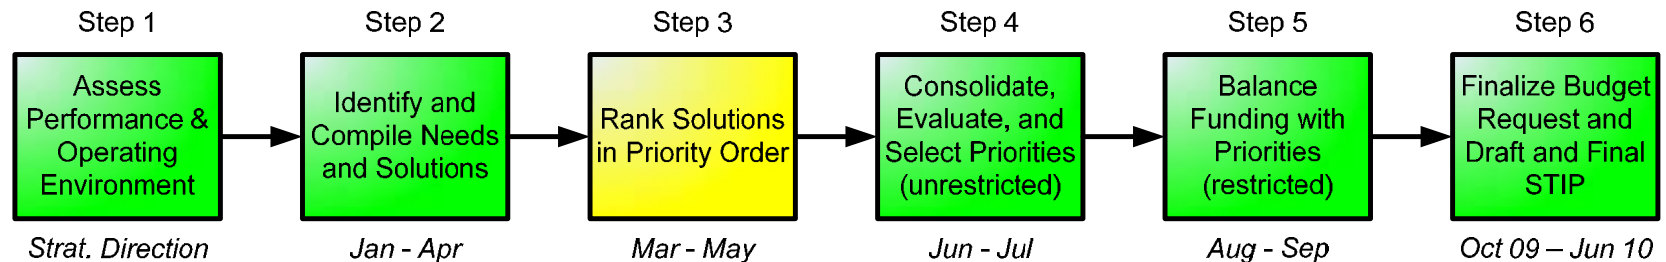 Step 1
Step 2
Step 3
Step 4
Step 5
Step 6
Assess
Performance &
Operating
Environment
Identify and
Compile Needs
and Solutions
Rank Solutions
in Priority Order
Consolidate,
Evaluate, and
Select Priorities
(unrestricted)
Balance
Funding with
Priorities
(restricted)
Finalize Budget
Request and
Draft and Final
STIP
Strat. Direction
Jan - Apr
Mar - May
Jun - Jul
Aug - Sep
Oct 09 – Jun 10